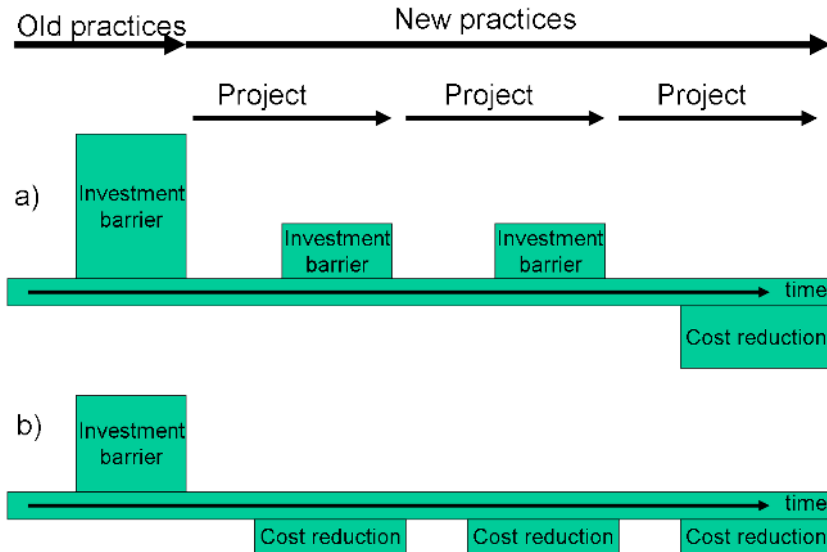 Old practices
New practices
Project
Project
Project
a)
Investment
barrier
Investment
barrier
Investment
barrier
time
Cost reduction
b)
Investment
barrier
time
Cost reduction
Cost reduction
Cost reduction